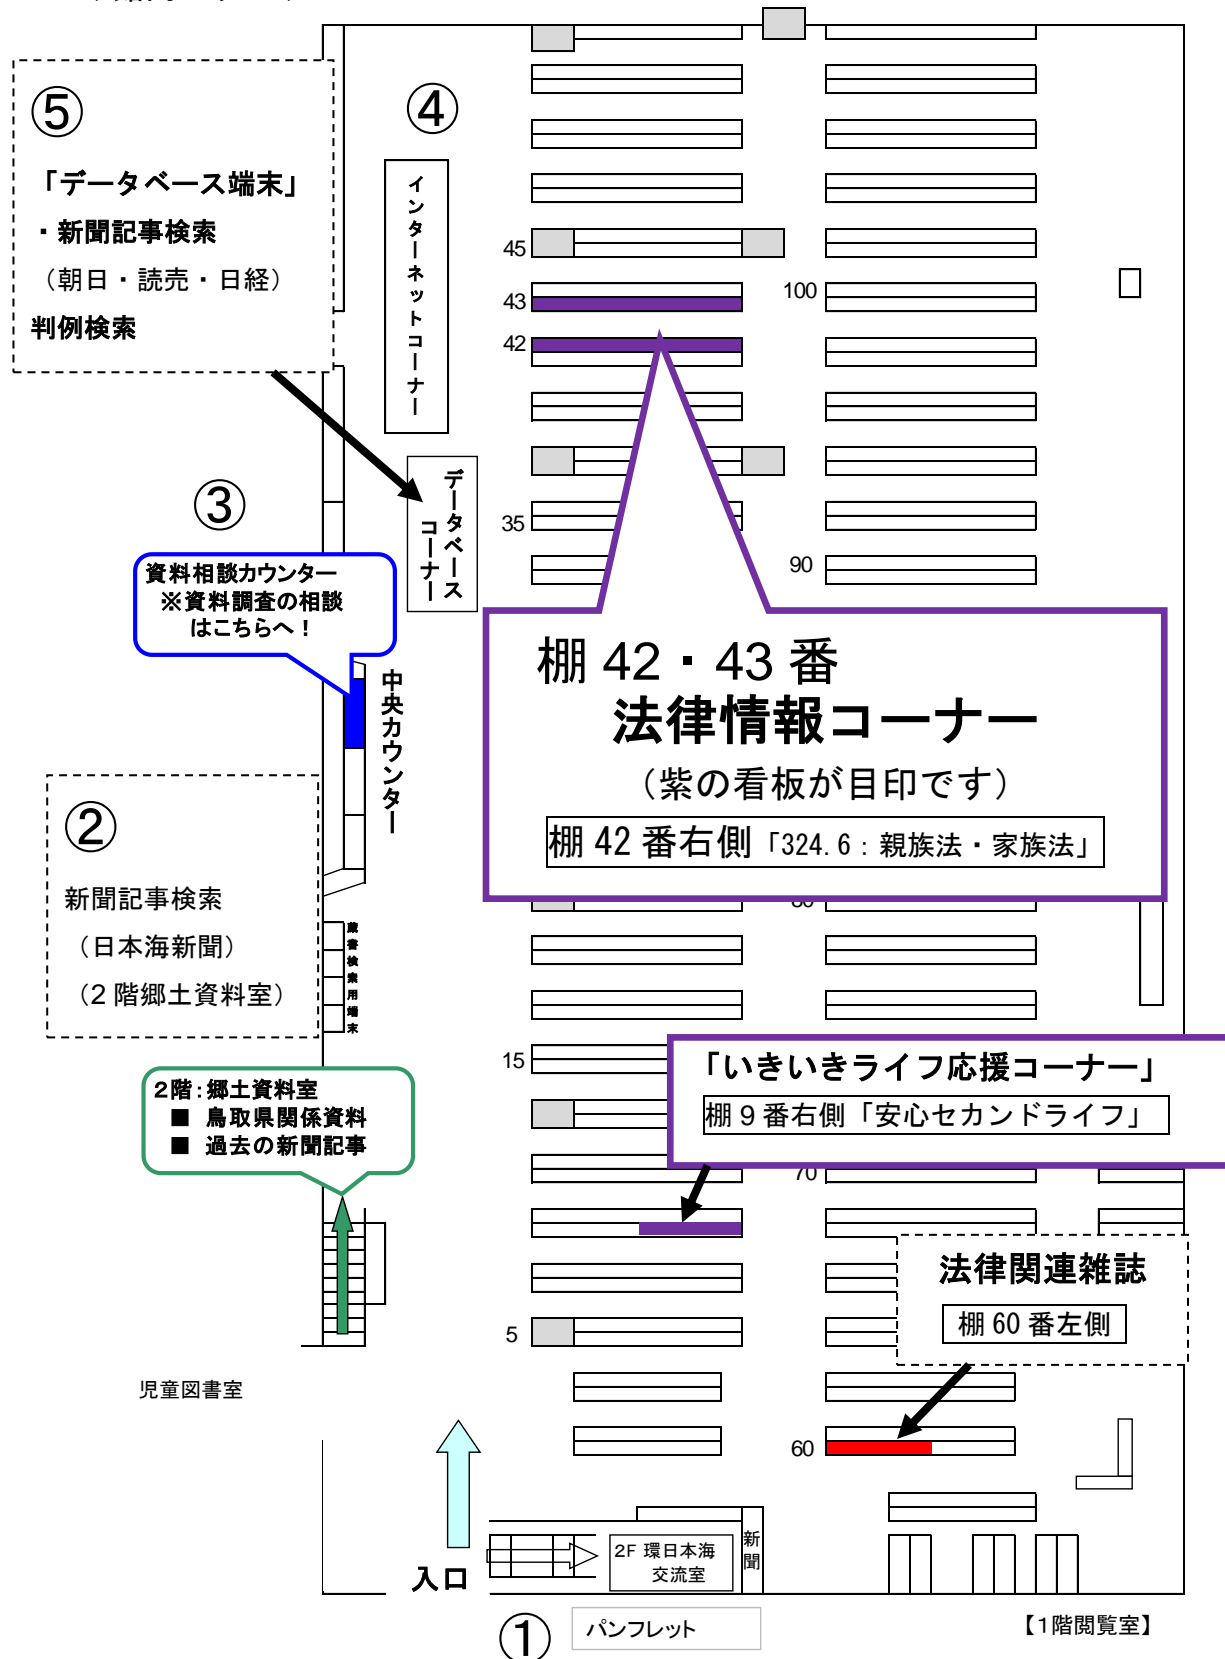 ⑤
「データベース端末」
・新聞記事検索
（朝日・読売・日経）
判例検索
④
インターネットコーナー
45
43
42
100
データベース
コーナー
35
90
③
資料相談カウンター
※資料調査の相談
はこちらへ！
中央カウンター
棚 42・43 番
法律情報コーナー
（紫の看板が目印です）
棚 42 番右側「324.6：親族法・家族法」
②
新聞記事検索
（日本海新聞）
（2 階郷土資料室）
蔵書検索用端末
15
「いきいきライフ応援コーナー」
棚 9 番右側「安心セカンドライフ」
2階：郷土資料室
■ 鳥取県関係資料
■ 過去の新聞記事
70
法律関連雑誌
棚 60 番左側
5
児童図書室
60
入口
2F 環日本海
交流室
新聞
①
パンフレット
【1階閲覧室】